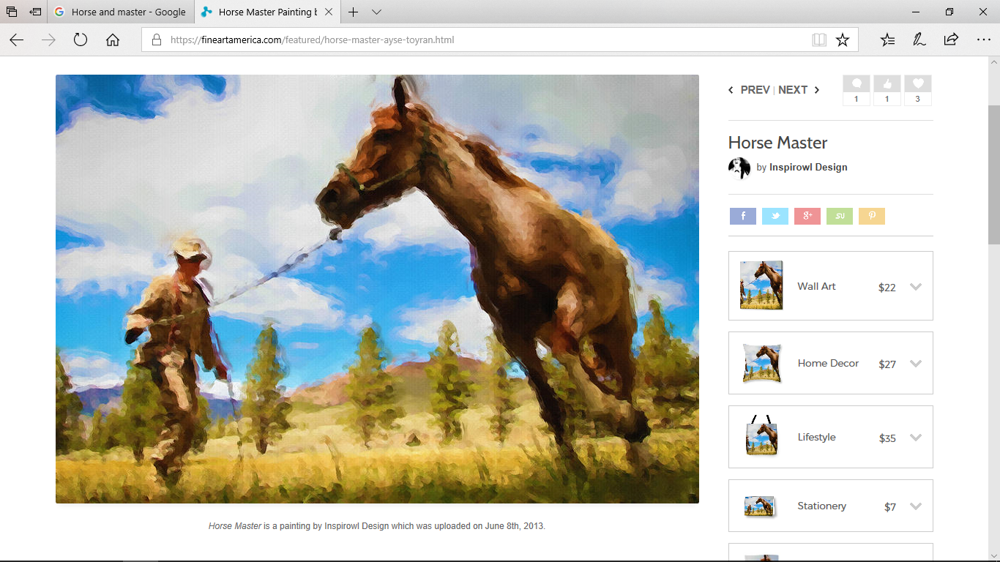 Horse and master - Google
Horse Master Painting b
https://fineartamerica.com/featured/horse-master-ayse-toyran.html
PREV | NEXT
1
1
3
Horse Master
by Inspirowl Design
Wall Art $22
Home Decor $27
Lifestyle $35
Stationery $7
Horse Master is a painting by Inspirowl Design which was uploaded on June 8th, 2013.